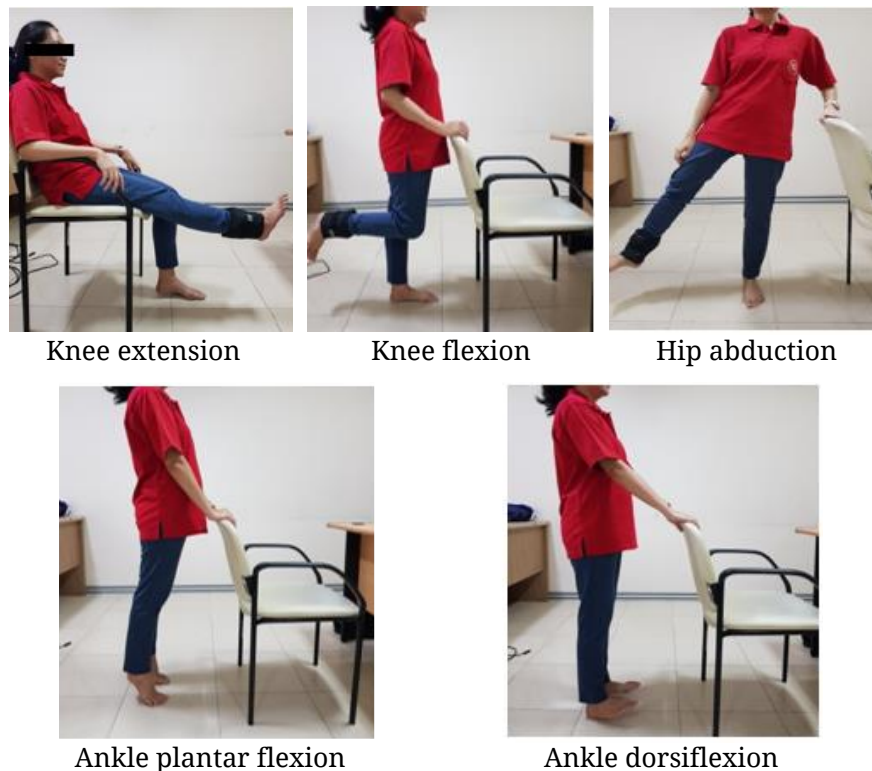 Knee extension
Knee flexion
Hip abduction
Ankle plantar flexion
Ankle dorsiflexion